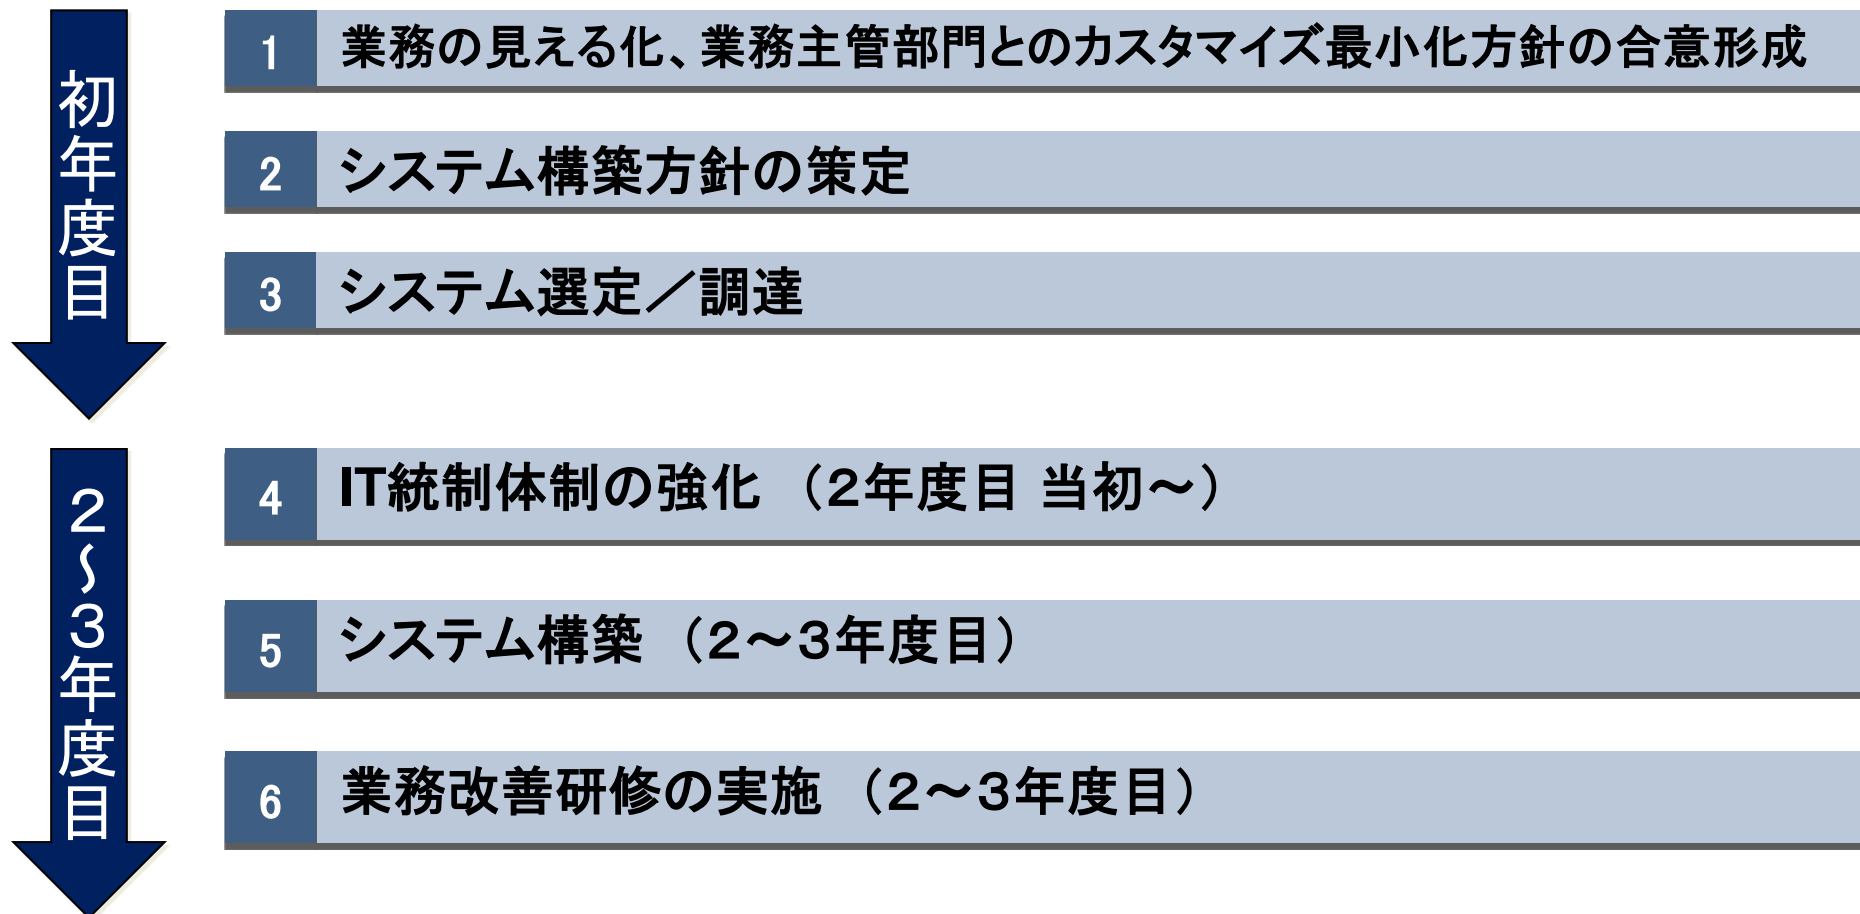 初年度目
1 業務の見える化、業務主管部門とのカスタマイズ最小化方針の合意形成
2 システム構築方針の策定
3 システム選定／調達
２～３年度目
4 IT統制体制の強化 （２年度目 当初～）
5 システム構築 （２～３年度目）
6 業務改善研修の実施 （２～３年度目）